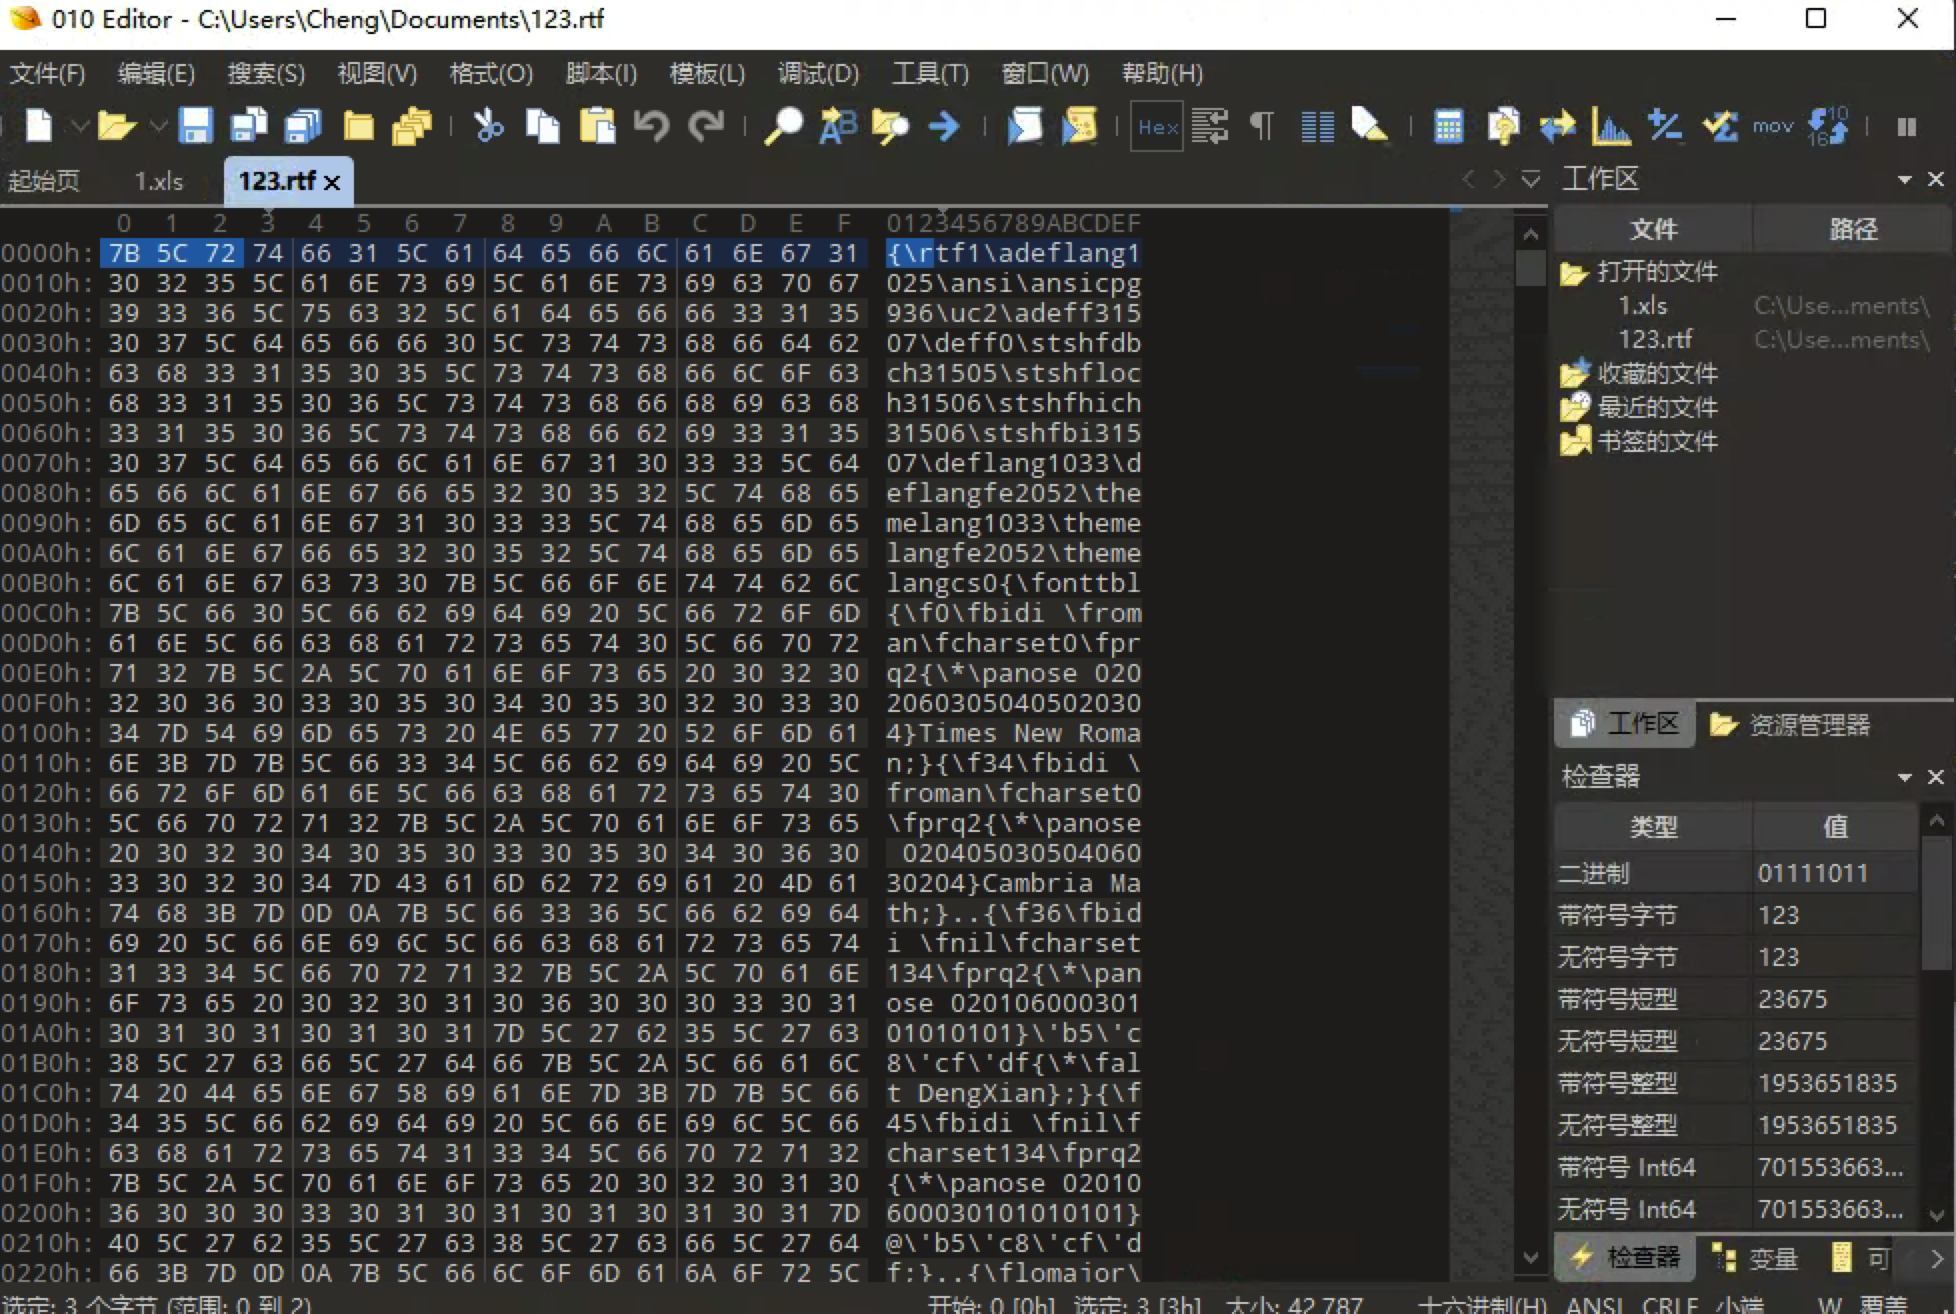 010 Editor - C:\Users\Cheng\Documents\123.rtf
文件(F) 编辑(E) 搜索(S) 视图(V) 格式(O) 脚本(I) 模板(L) 调试(D) 工具(T) 窗口(W) 帮助(H)
Hex mov 10 16
起始页 1.xls 123.rtf
0 1 2 3 4 5 6 7 8 9 A B C D E F 0123456789ABCDEF
0000h: 7B 5C 72 74 66 31 5C 61 64 65 66 6C 61 6E 67 31 {\rtf1\adeflang1
0010h: 30 32 35 5C 61 6E 73 69 5C 61 6E 73 69 63 70 67 025\ansi\ansicpg
0020h: 39 33 36 5C 75 63 32 5C 61 64 65 66 66 33 31 35 936\uc2\adeff315
0030h: 30 37 5C 64 65 66 66 30 5C 73 74 73 68 66 64 62 07\deff0\stshfdb
0040h: 63 68 33 31 35 30 35 5C 73 74 73 68 66 6C 6F 63 ch31505\stshfloc
0050h: 68 33 31 35 30 36 5C 73 74 73 68 66 68 69 63 68 h31506\stshfhich
0060h: 33 31 35 30 36 5C 73 74 73 68 66 62 69 33 31 35 31506\stshfbi315
0070h: 30 37 5C 64 65 66 6C 61 6E 67 31 30 33 33 5C 64 07\deflang1033\d
0080h: 65 66 6C 61 6E 67 66 65 32 30 35 32 5C 74 68 65 eflangfe2052\the
0090h: 6D 65 6C 61 6E 67 31 30 33 33 5C 74 68 65 6D 65 melang1033\theme
00A0h: 6C 61 6E 67 66 65 32 30 35 32 5C 74 68 65 6D 65 langfe2052\theme
00B0h: 6C 61 6E 67 63 73 30 7B 5C 66 6F 6E 74 74 62 6C langcs0{\fonttbl
00C0h: 7B 5C 66 30 5C 66 62 69 64 69 20 5C 66 72 6F 6D {\f0\fbidi \from
00D0h: 61 6E 5C 66 63 68 61 72 73 65 74 30 5C 66 70 72 an\fcharset0\fpr
00E0h: 71 32 7B 5C 2A 5C 70 61 6E 6F 73 65 20 30 32 30 q2{\*\panose 020
00F0h: 32 30 36 30 33 30 35 30 34 30 35 30 32 30 33 30 2060305040502030
0100h: 34 7D 54 69 6D 65 73 20 4E 65 77 20 52 6F 6D 61 4}Times New Roma
0110h: 6E 3B 7D 7B 5C 66 33 34 5C 66 62 69 64 69 20 5C n;}{\f34\fbidi \
0120h: 66 72 6F 6D 61 6E 5C 66 63 68 61 72 73 65 74 30 froman\fcharset0
0130h: 5C 66 70 72 71 32 7B 5C 2A 5C 70 61 6E 6F 73 65 \fprq2{\*\panose
0140h: 20 30 32 30 34 30 35 30 33 30 35 30 34 30 36 30 020405030504060
0150h: 33 30 32 30 34 7D 43 61 6D 62 72 69 61 20 4D 61 30204}Cambria Ma
0160h: 74 68 3B 7D 0D 0A 7B 5C 66 33 36 5C 66 62 69 64 th;}..{\f36\fbid
0170h: 69 20 5C 66 6E 69 6C 5C 66 63 68 61 72 73 65 74 i \fnil\fcharset
0180h: 31 33 34 5C 66 70 72 71 32 7B 5C 2A 5C 70 61 6E 134\fprq2{\*\pan
0190h: 6F 73 65 20 30 32 30 31 30 36 30 30 30 33 30 31 ose 020106000301
01A0h: 30 31 30 31 30 31 30 31 7D 5C 27 62 35 5C 27 63 01010101}\'b5\'c
01B0h: 38 5C 27 63 66 5C 27 64 66 7B 5C 2A 5C 66 61 6C 8\'cf\'df{\*\fal
01C0h: 74 20 44 65 6E 67 58 69 61 6E 7D 3B 7D 7B 5C 66 t DengXian};}{\f
01D0h: 34 35 5C 66 62 69 64 69 20 5C 66 6E 69 6C 5C 66 45\fbidi \fnil\f
01E0h: 63 68 61 72 73 65 74 31 33 34 5C 66 70 72 71 32 charset134\fprq2
01F0h: 7B 5C 2A 5C 70 61 6E 6F 73 65 20 30 32 30 31 30 {\*\panose 02010
0200h: 36 30 30 30 33 30 31 30 31 30 31 30 31 30 31 7D 600030101010101}
0210h: 40 5C 27 62 35 5C 27 63 38 5C 27 63 66 5C 27 64 @\'b5\'c8\'cf\'d
0220h: 66 3B 7D 0D 0A 7B 5C 66 6C 6F 6D 61 6A 6F 72 5C f;}..{\flomajor\
工作区
文件 路径
打开的文件
1.xls C:\Use...ments\
123.rtf C:\Use...ments\
收藏的文件
最近的文件
书签的文件
工作区 资源管理器
检查器
类型 值
二进制 01111011
带符号字节 123
无符号字节 123
带符号短型 23675
无符号短型 23675
带符号整型 1953651835
无符号整型 1953651835
带符号 Int64 701553663...
无符号 Int64 701553663...
检查器 变量 可
选定: 3 个字节 (范围: 0 到 2) 开始: 0 [0h] 选定: 3 [3h] 大小: 42,787 十六进制(H) ANSI CRLF 小端 W 覆盖